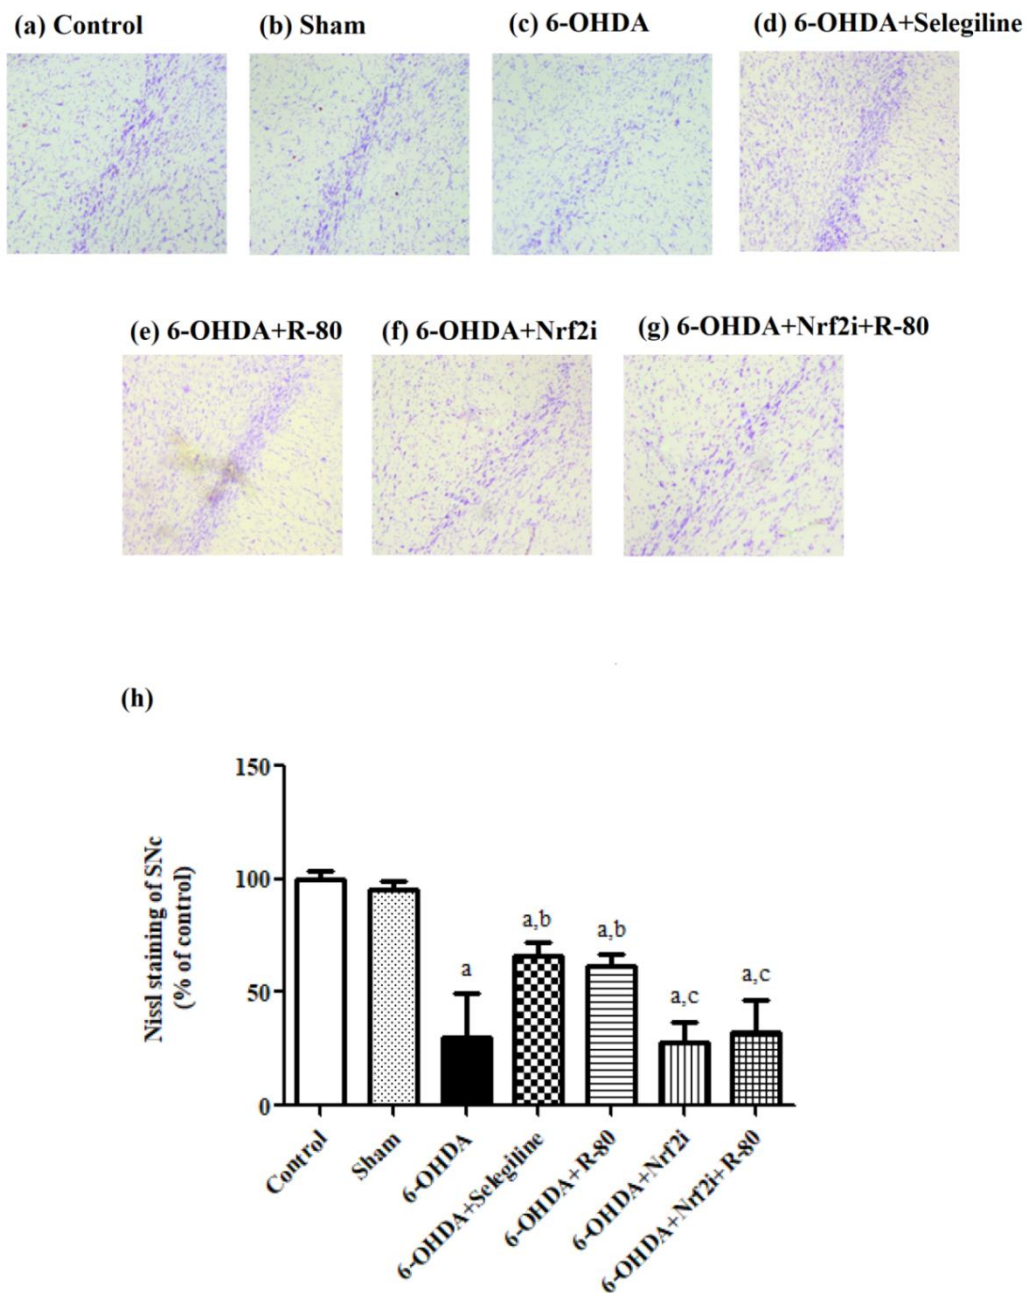 (a) Control
(b) Sham
(c) 6-OHDA
(d) 6-OHDA+Selegiline
(e) 6-OHDA+R-80
(f) 6-OHDA+Nrf2i
(g) 6-OHDA+Nrf2i+R-80
(h)
Nissl staining of SNc
(% of control)
150
100
50
0
a
a,b
a,b
a,c
a,c
Control
Sham
6-OHDA
6-OHDA+Selegiline
6-OHDA+R-80
6-OHDA+Nrf2i
6-OHDA+Nrf2i+R-80